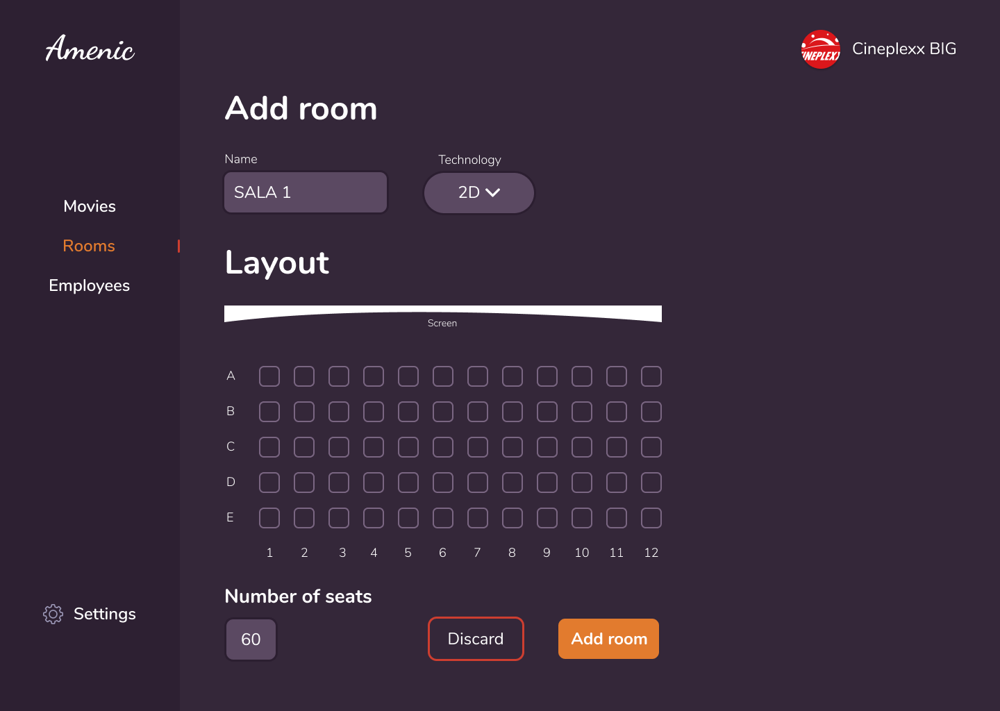 Amenic
CINEPLEXX
Cineplexx BIG
Movies
Rooms
Employees
Settings
Add room
Name
Technology
SALA 1
2D
Layout
Screen
A
B
C
D
E
1 2 3 4 5 6 7 8 9 10 11 12
Number of seats
60
Discard
Add room